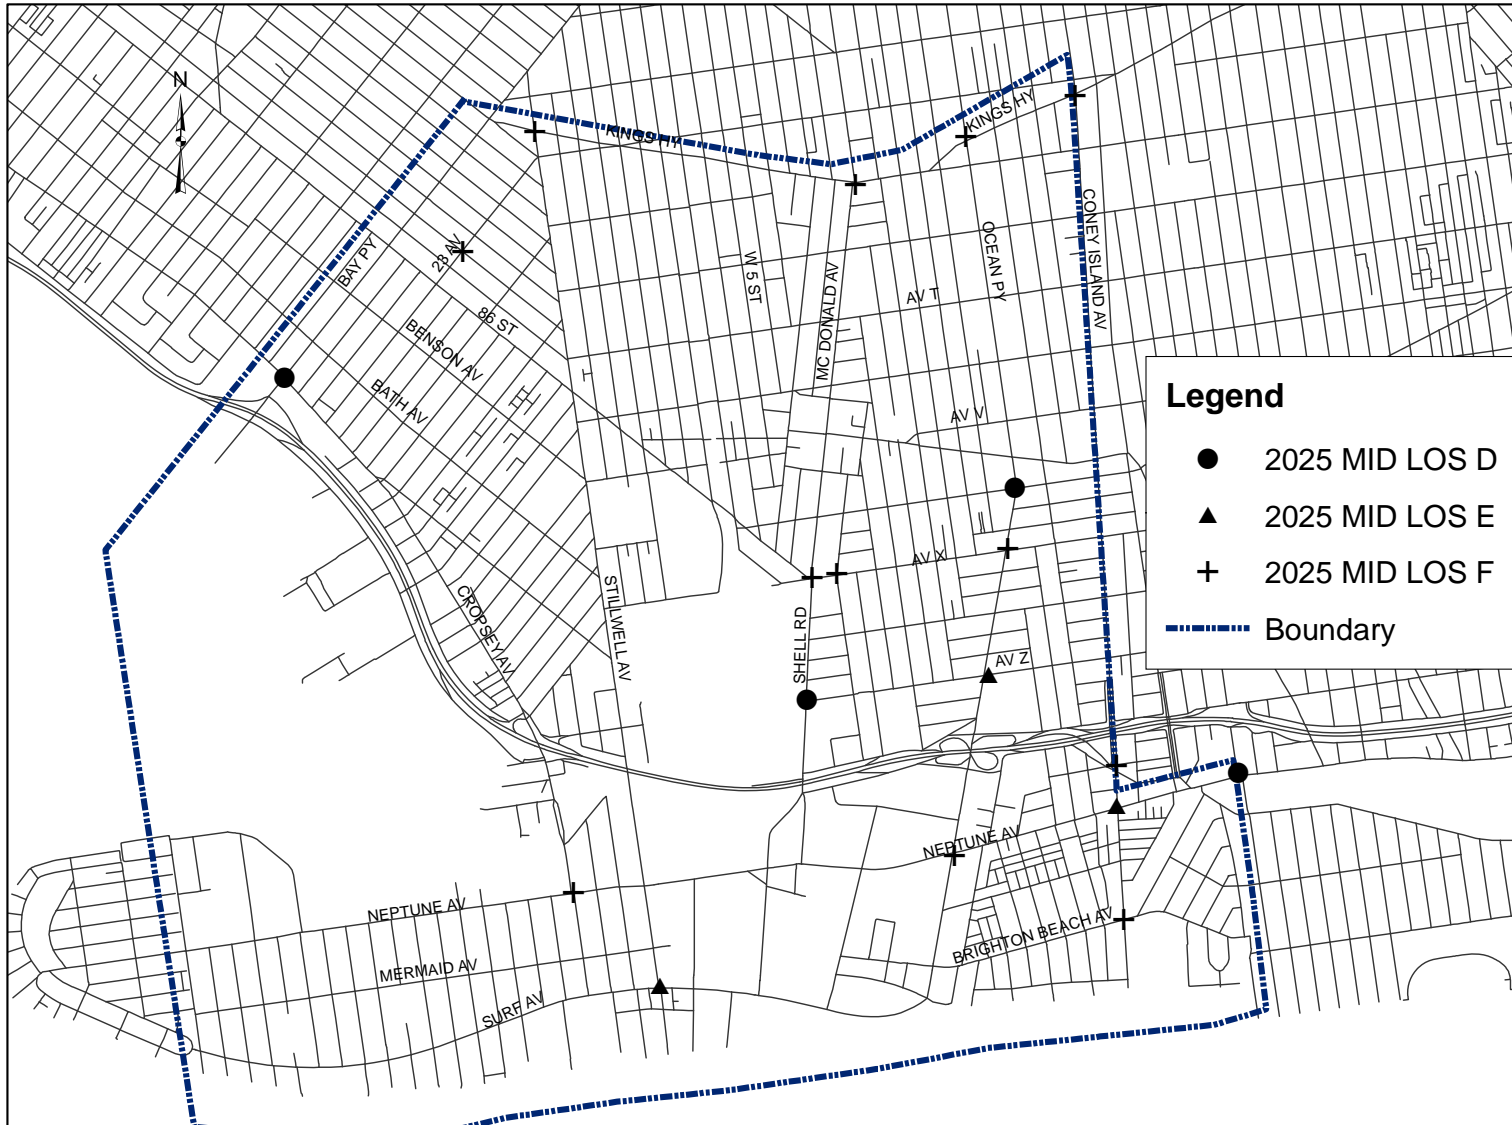 N
KINGS HY
KINGS HY
CONEY ISLAND AV
BAY PY
23 AV
W 5 ST
OCEAN PY
MC DONALD AV
AV T
86 ST
BENSON AV
BATH AV
AV V
Legend
2025 MID LOS D
2025 MID LOS E
2025 MID LOS F
Boundary
AV X
CROPSEY AV
STILLWELL AV
SHELL RD
AV Z
NEPTUNE AV
NEPTUNE AV
BRIGHTON BEACH AV
MERMAID AV
SURF AV